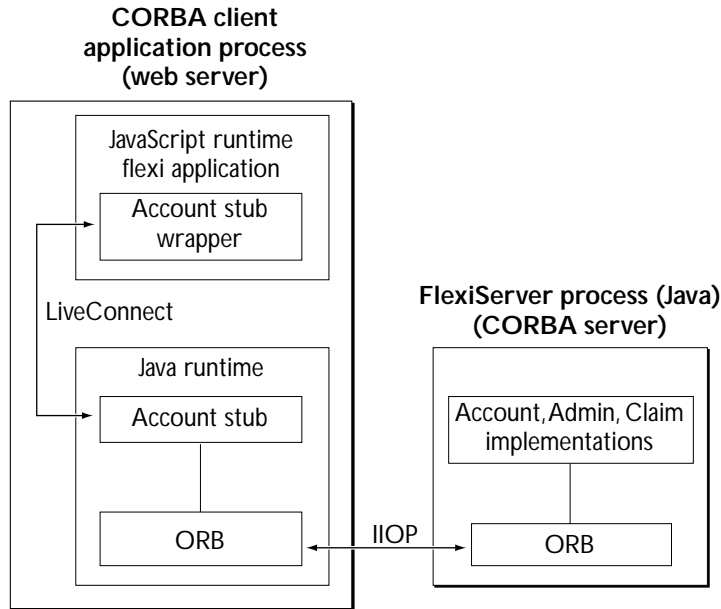 CORBA client
application process
(web server)
JavaScript runtime
flexi application
Account stub
wrapper
LiveConnect
Java runtime
Account stub
ORB
IIOP
FlexiServer process (Java)
(CORBA server)
Account, Admin, Claim
implementations
ORB